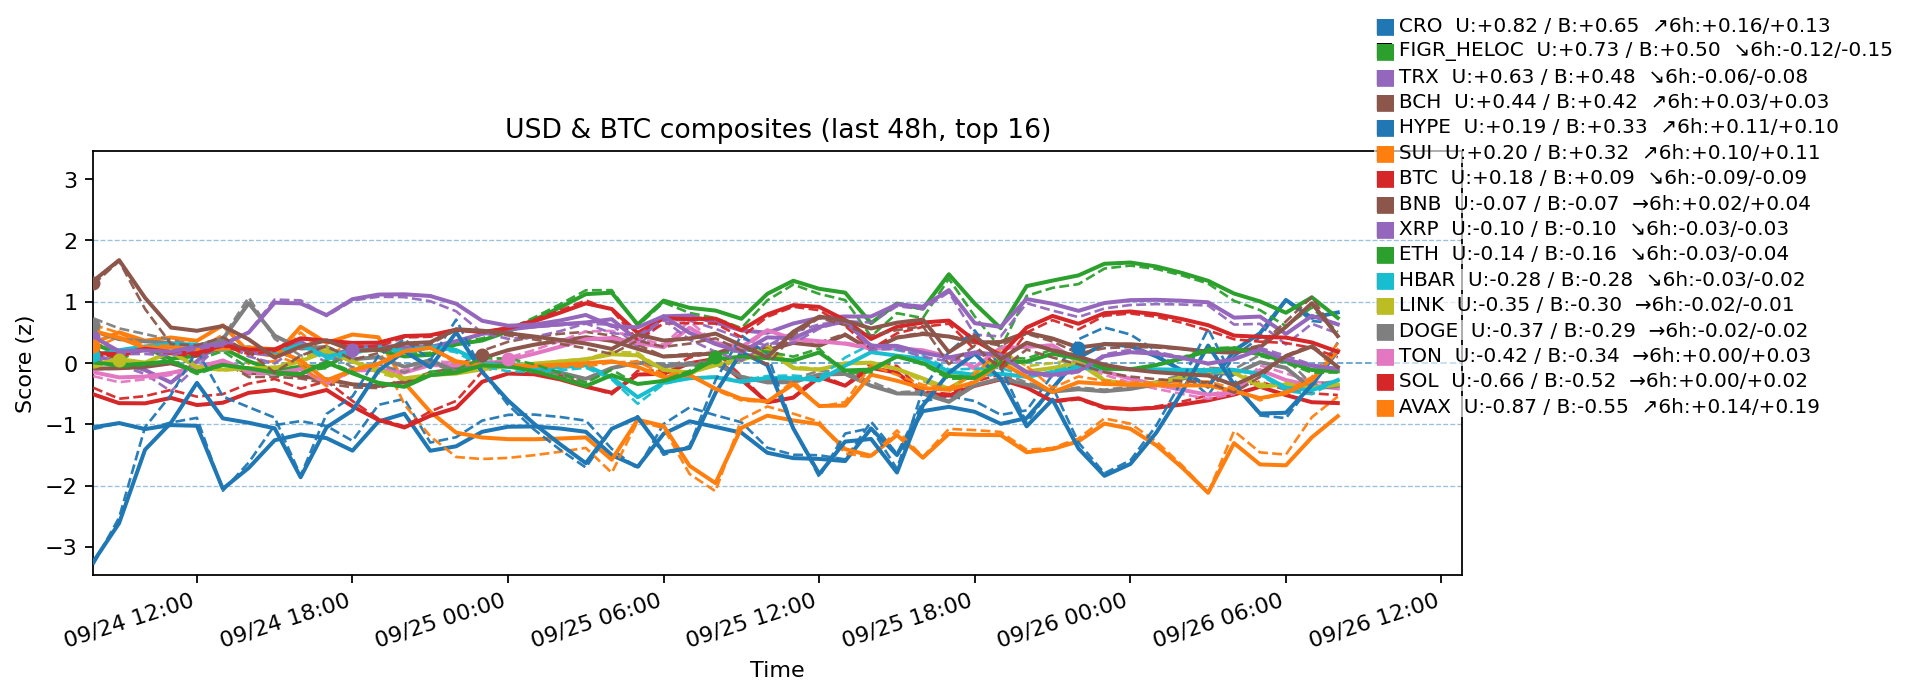 CRO U:+0.82 / B:+0.65 ↗6h:+0.16/+0.13
FIGR_HELOC U:+0.73 / B:+0.50 ↘6h:-0.12/-0.15
TRX U:+0.63 / B:+0.48 ↘6h:-0.06/-0.08
BCH U:+0.44 / B:+0.42 ↗6h:+0.03/+0.03
HYPE U:+0.19 / B:+0.33 ↗6h:+0.11/+0.10
SUI U:+0.20 / B:+0.32 ↗6h:+0.10/+0.11
BTC U:+0.18 / B:+0.09 ↘6h:-0.09/-0.09
BNB U:-0.07 / B:-0.07 →6h:+0.02/+0.04
XRP U:-0.10 / B:-0.10 ↘6h:-0.03/-0.03
ETH U:-0.14 / B:-0.16 ↘6h:-0.03/-0.04
HBAR U:-0.28 / B:-0.28 ↘6h:-0.03/-0.02
LINK U:-0.35 / B:-0.30 →6h:-0.02/-0.01
DOGE U:-0.37 / B:-0.29 →6h:-0.02/-0.02
TON U:-0.42 / B:-0.34 →6h:+0.00/+0.03
SOL U:-0.66 / B:-0.52 →6h:+0.00/+0.02
AVAX U:-0.87 / B:-0.55 ↗6h:+0.14/+0.19
USD & BTC composites (last 48h, top 16)
Score (z)
3
2
1
0
−1
−2
−3
09/24 12:00
09/24 18:00
09/25 00:00
09/25 06:00
09/25 12:00
09/25 18:00
09/26 00:00
09/26 06:00
09/26 12:00
Time